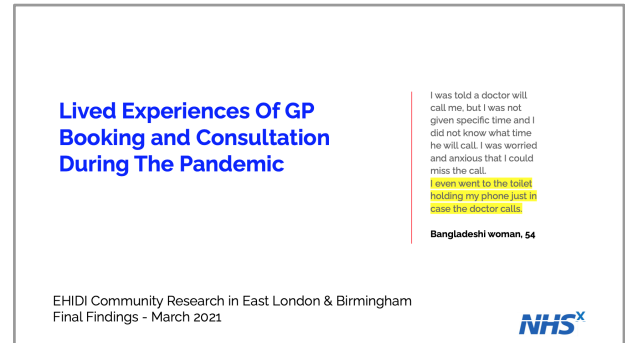 Lived Experiences Of GP
Booking and Consultation
During The Pandemic
I was told a doctor will
call me, but I was not
given specific time and I
did not know what time
he will call. I was worried
and anxious that I could
miss the call.
I even went to the toilet
holding my phone just in
case the doctor calls.
Bangladeshi woman, 54
EHIDI Community Research in East London & Birmingham
Final Findings - March 2021
NHSX